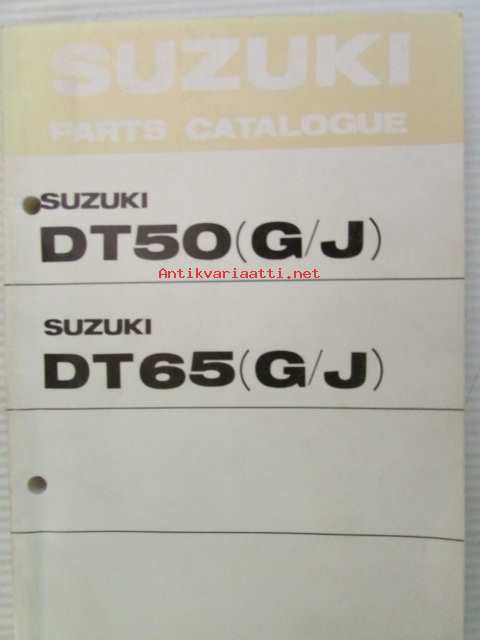 SUZUKI
PARTS CATALOGUE
SUZUKI
DT50(G/J)
Antikvariaatti.net
SUZUKI
DT65(G/J)